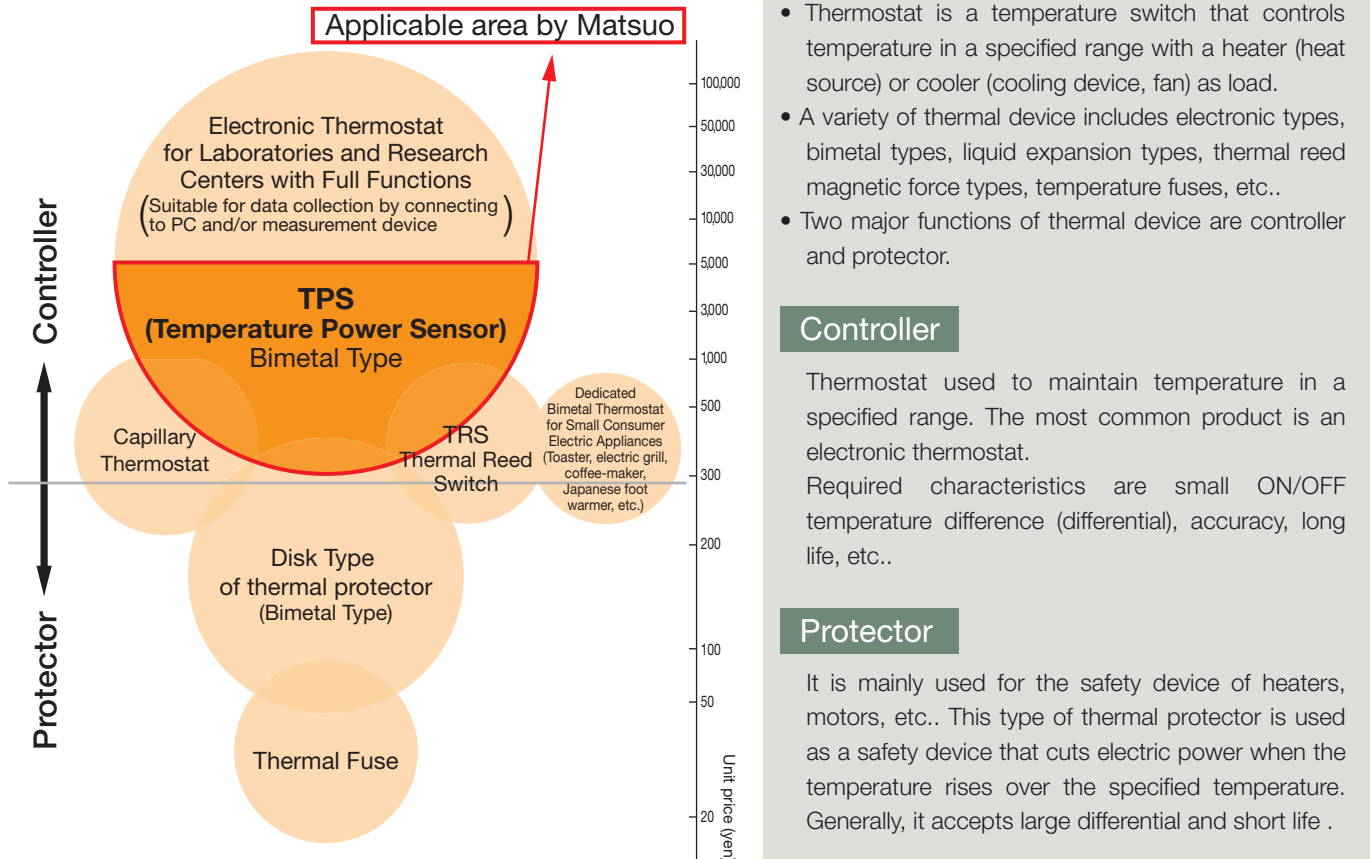 Applicable area by Matsuo
Electronic Thermostat
for Laboratories and Research
Centers with Full Functions
(Suitable for data collection by connecting
to PC and/or measurement device)
TPS
(Temperature Power Sensor)
Bimetal Type
Capillary
Thermostat
TRS
Thermal Reed
Switch
Dedicated
Bimetal Thermostat
for Small Consumer
Electric Appliances
(Toaster, electric grill,
coffee-maker,
Japanese foot
warmer, etc.)
Disk Type
of thermal protector
(Bimetal Type)
Thermal Fuse
Controller
Protector
100,000
50,000
30,000
10,000
5,000
3,000
1,000
500
300
200
100
50
20
Unit price (yen)
• Thermostat is a temperature switch that controls
temperature in a specified range with a heater (heat
source) or cooler (cooling device, fan) as load.
• A variety of thermal device includes electronic types,
bimetal types, liquid expansion types, thermal reed
magnetic force types, temperature fuses, etc..
• Two major functions of thermal device are controller
and protector.
Controller
Thermostat used to maintain temperature in a
specified range. The most common product is an
electronic thermostat.
Required characteristics are small ON/OFF
temperature difference (differential), accuracy, long
life, etc..
Protector
It is mainly used for the safety device of heaters,
motors, etc.. This type of thermal protector is used
as a safety device that cuts electric power when the
temperature rises over the specified temperature.
Generally, it accepts large differential and short life .